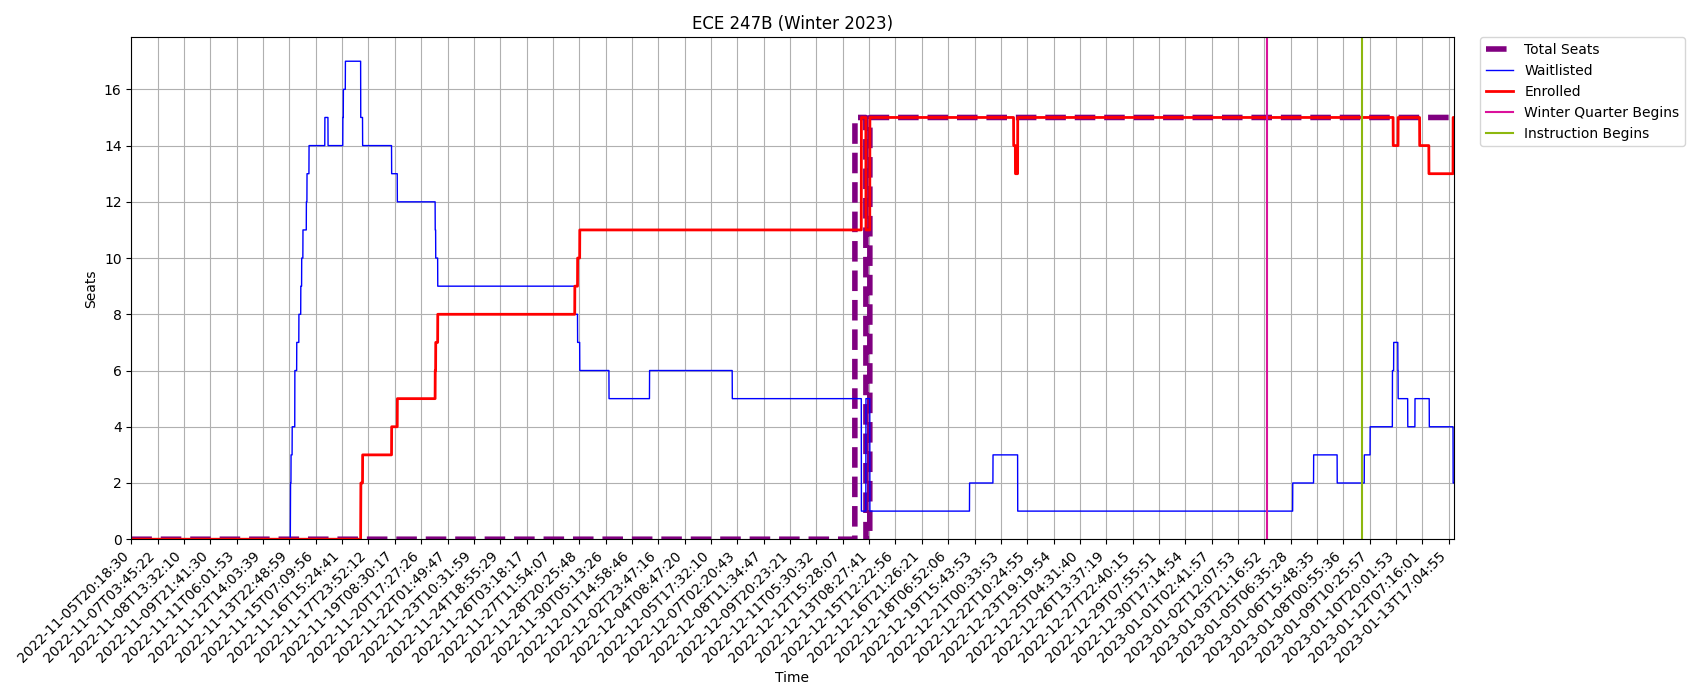 ECE 247B (Winter 2023)
Total Seats
Waitlisted
Enrolled
Winter Quarter Begins
Instruction Begins
Seats
16
14
12
10
8
6
4
2
0
2022-11-05T20:18:30
2022-11-07T03:45:22
2022-11-08T13:32:10
2022-11-09T21:41:30
2022-11-11T06:01:53
2022-11-12T14:03:39
2022-11-13T22:48:59
2022-11-15T07:09:56
2022-11-16T15:24:41
2022-11-17T23:52:12
2022-11-19T08:30:17
2022-11-20T17:27:26
2022-11-22T01:49:47
2022-11-23T10:31:59
2022-11-24T18:55:29
2022-11-26T03:18:17
2022-11-27T11:54:07
2022-11-28T20:25:48
2022-11-30T05:13:26
2022-12-01T14:58:46
2022-12-02T23:47:16
2022-12-04T08:47:20
2022-12-05T17:32:10
2022-12-07T02:20:43
2022-12-08T11:34:47
2022-12-09T20:23:21
2022-12-11T05:30:32
2022-12-12T15:28:07
2022-12-13T08:27:41
2022-12-15T12:22:56
2022-12-16T21:26:21
2022-12-18T06:52:06
2022-12-19T15:43:53
2022-12-21T00:33:53
2022-12-22T10:24:55
2022-12-23T19:19:54
2022-12-25T04:31:40
2022-12-26T13:37:19
2022-12-27T22:40:15
2022-12-29T07:55:51
2022-12-30T17:14:54
2023-01-01T02:41:57
2023-01-02T12:07:53
2023-01-03T21:16:52
2023-01-05T06:35:28
2023-01-06T15:48:35
2023-01-08T00:55:36
2023-01-09T10:25:57
2023-01-10T20:01:53
2023-01-12T07:16:01
2023-01-13T17:04:55
Time